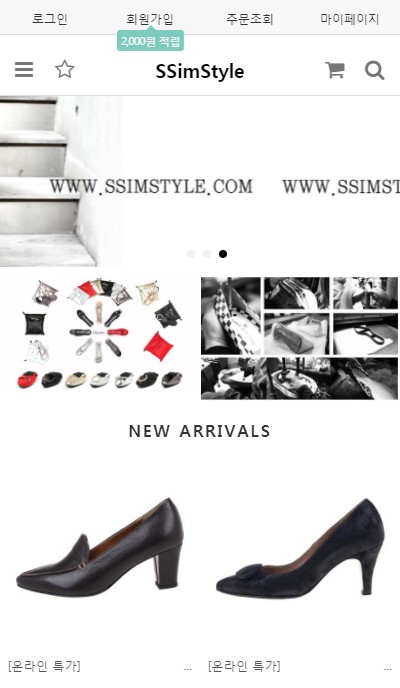 로그인 회원가입 주문조회 마이페이지
2,000원 적립
SSimStyle
WWW.SSIMSTYLE.COM WWW.SSIMST
NEW ARRIVALS
[온라인 특가] ... [온라인 특가] ...